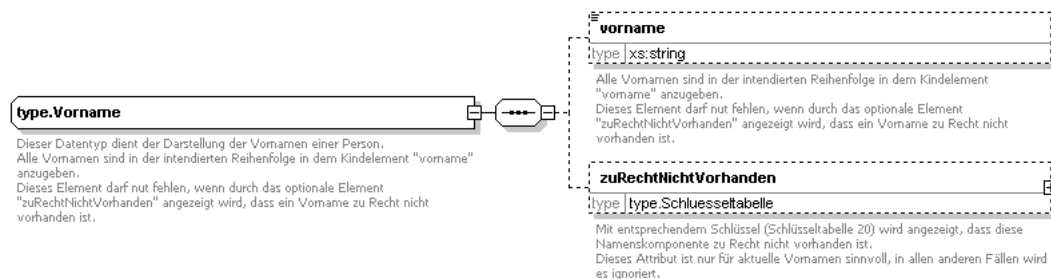 type.Vorname
Dieser Datentyp dient der Darstellung der Vornamen einer Person.
Alle Vornamen sind in der intendierten Reihenfolge in dem Kindelement "vorname"
anzugeben.
Dieses Element darf nut fehlen, wenn durch das optionale Element
"zuRechtNichtVorhanden" angezeigt wird, dass ein Vorname zu Recht nicht
vorhanden ist.
vorname
type xs:string
Alle Vornamen sind in der intendierten Reihenfolge in dem Kindelement
"vorname" anzugeben.
Dieses Element darf nut fehlen, wenn durch das optionale Element
"zuRechtNichtVorhanden" angezeigt wird, dass ein Vorname zu Recht nicht
vorhanden ist.
zuRechtNichtVorhanden
type type.Schluesseltabelle
Mit entsprechendem Schlüssel (Schlüsseltabelle 20) wird angezeigt, dass diese
Namenskomponente zu Recht nicht vorhanden ist.
Dieses Attribut ist nur für aktuelle Vornamen sinnvoll, in allen anderen Fällen wird
es ignoriert.